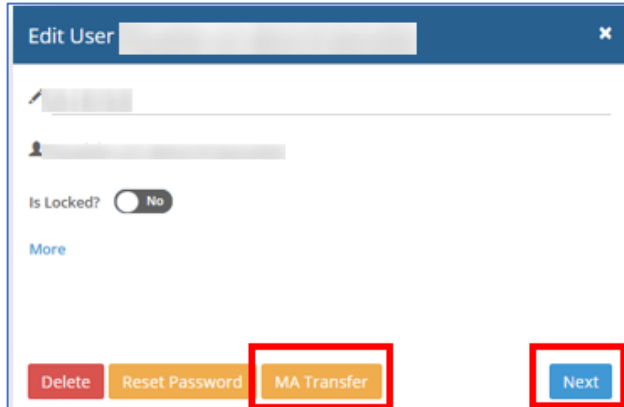 Edit User
Is Locked? No
More
Delete Reset Password MA Transfer Next